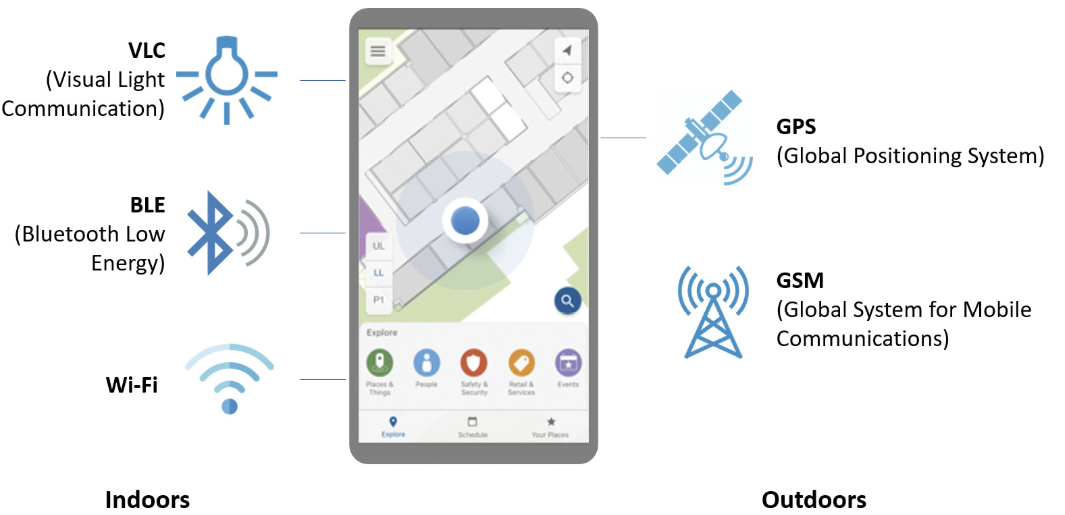 VLC
(Visual Light
Communication)
BLE
(Bluetooth Low
Energy)
Wi-Fi
Indoors
UL
LL
P1
Explore
Places &
Things
People
Safety &
Security
Retail &
Services
Events
Explore
Schedule
Your Places
GPS
(Global Positioning System)
GSM
(Global System for Mobile
Communications)
Outdoors